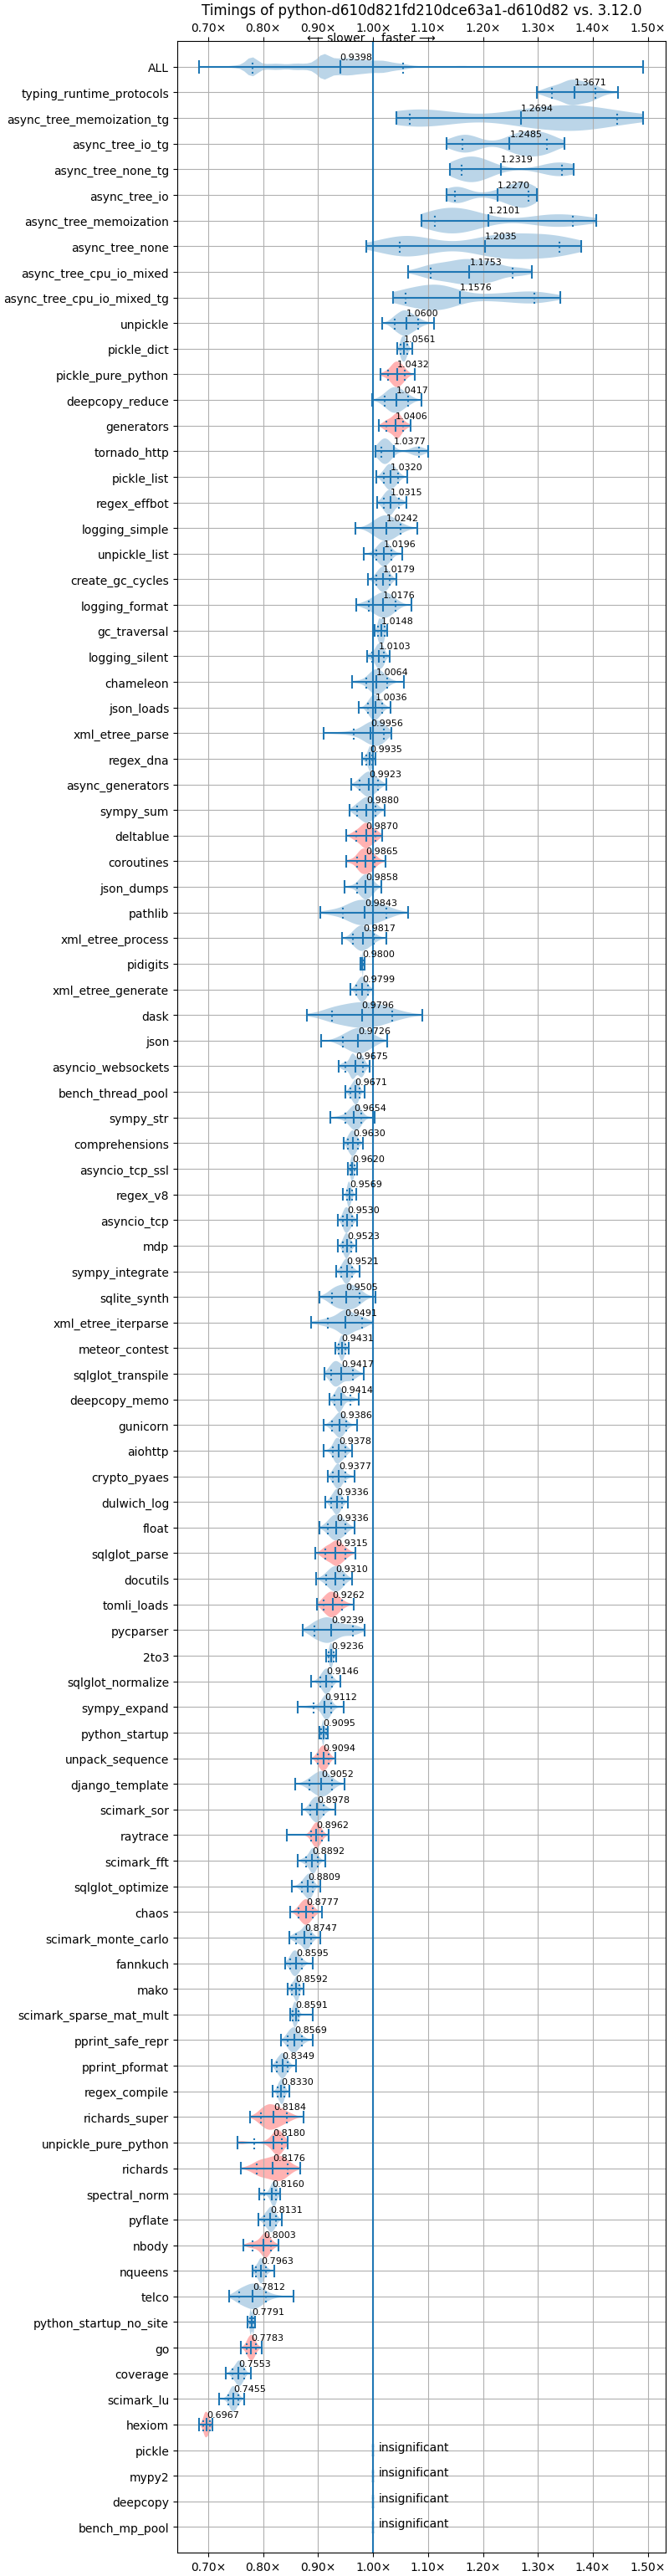 Timings of python-d610d821fd210dce63a1-d610d82 vs. 3.12.0
0.70× 0.80× 0.90× 1.00× 1.10× 1.20× 1.30× 1.40× 1.50×
⟵ slower faster ⟶
ALL 0.9398
typing_runtime_protocols 1.3671
async_tree_memoization_tg 1.2694
async_tree_io_tg 1.2485
async_tree_none_tg 1.2319
async_tree_io 1.2270
async_tree_memoization 1.2101
async_tree_none 1.2035
async_tree_cpu_io_mixed 1.1753
async_tree_cpu_io_mixed_tg 1.1576
unpickle 1.0600
pickle_dict 1.0561
pickle_pure_python 1.0432
deepcopy_reduce 1.0417
generators 1.0406
tornado_http 1.0377
pickle_list 1.0320
regex_effbot 1.0315
logging_simple 1.0242
unpickle_list 1.0196
create_gc_cycles 1.0179
logging_format 1.0176
gc_traversal 1.0148
logging_silent 1.0103
chameleon 1.0064
json_loads 1.0036
xml_etree_parse 0.9956
regex_dna 0.9935
async_generators 0.9923
sympy_sum 0.9880
deltablue 0.9870
coroutines 0.9865
json_dumps 0.9858
pathlib 0.9843
xml_etree_process 0.9817
pidigits 0.9800
xml_etree_generate 0.9799
dask 0.9796
json 0.9726
asyncio_websockets 0.9675
bench_thread_pool 0.9671
sympy_str 0.9654
comprehensions 0.9630
asyncio_tcp_ssl 0.9620
regex_v8 0.9569
asyncio_tcp 0.9530
mdp 0.9523
sympy_integrate 0.9521
sqlite_synth 0.9505
xml_etree_iterparse 0.9491
meteor_contest 0.9431
sqlglot_transpile 0.9417
deepcopy_memo 0.9414
gunicorn 0.9386
aiohttp 0.9378
crypto_pyaes 0.9377
dulwich_log 0.9336
float 0.9336
sqlglot_parse 0.9315
docutils 0.9310
tomli_loads 0.9262
pycparser 0.9239
2to3 0.9236
sqlglot_normalize 0.9146
sympy_expand 0.9112
python_startup 0.9095
unpack_sequence 0.9094
django_template 0.9052
scimark_sor 0.8978
raytrace 0.8962
scimark_fft 0.8892
sqlglot_optimize 0.8809
chaos 0.8777
scimark_monte_carlo 0.8747
fannkuch 0.8595
mako 0.8592
scimark_sparse_mat_mult 0.8591
pprint_safe_repr 0.8569
pprint_pformat 0.8349
regex_compile 0.8330
richards_super 0.8184
unpickle_pure_python 0.8180
richards 0.8176
spectral_norm 0.8160
pyflate 0.8131
nbody 0.8003
nqueens 0.7963
telco 0.7812
python_startup_no_site 0.7791
go 0.7783
coverage 0.7553
scimark_lu 0.7455
hexiom 0.6967
pickle insignificant
mypy2 insignificant
deepcopy insignificant
bench_mp_pool insignificant
0.70× 0.80× 0.90× 1.00× 1.10× 1.20× 1.30× 1.40× 1.50×